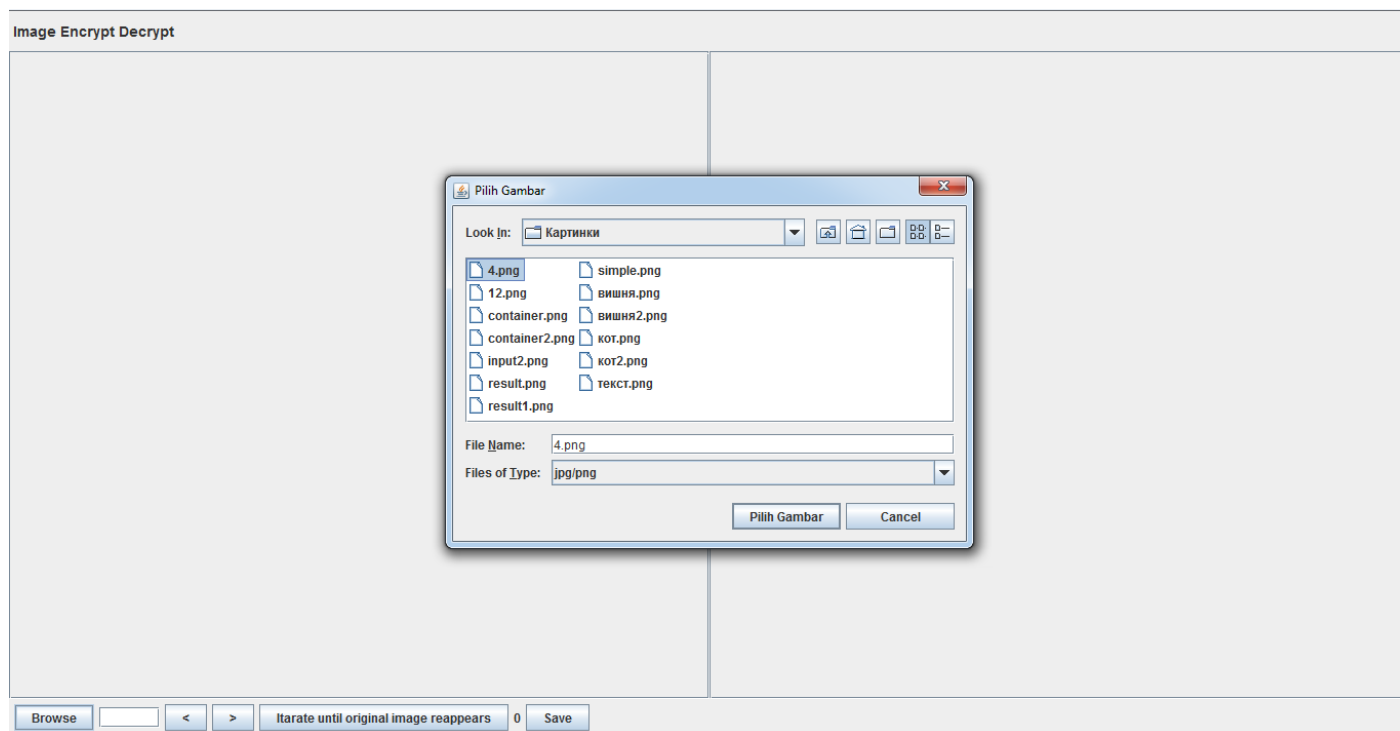 Image Encrypt Decrypt
Pilih Gambar
Look In: Картинки
4.png simple.png
12.png вишня.png
container.png вишня2.png
container2.png кот.png
input2.png кот2.png
result.png текст.png
result1.png
File Name: 4.png
Files of Type: jpg/png
Pilih Gambar Cancel
Browse < > Itarate until original image reappears 0 Save